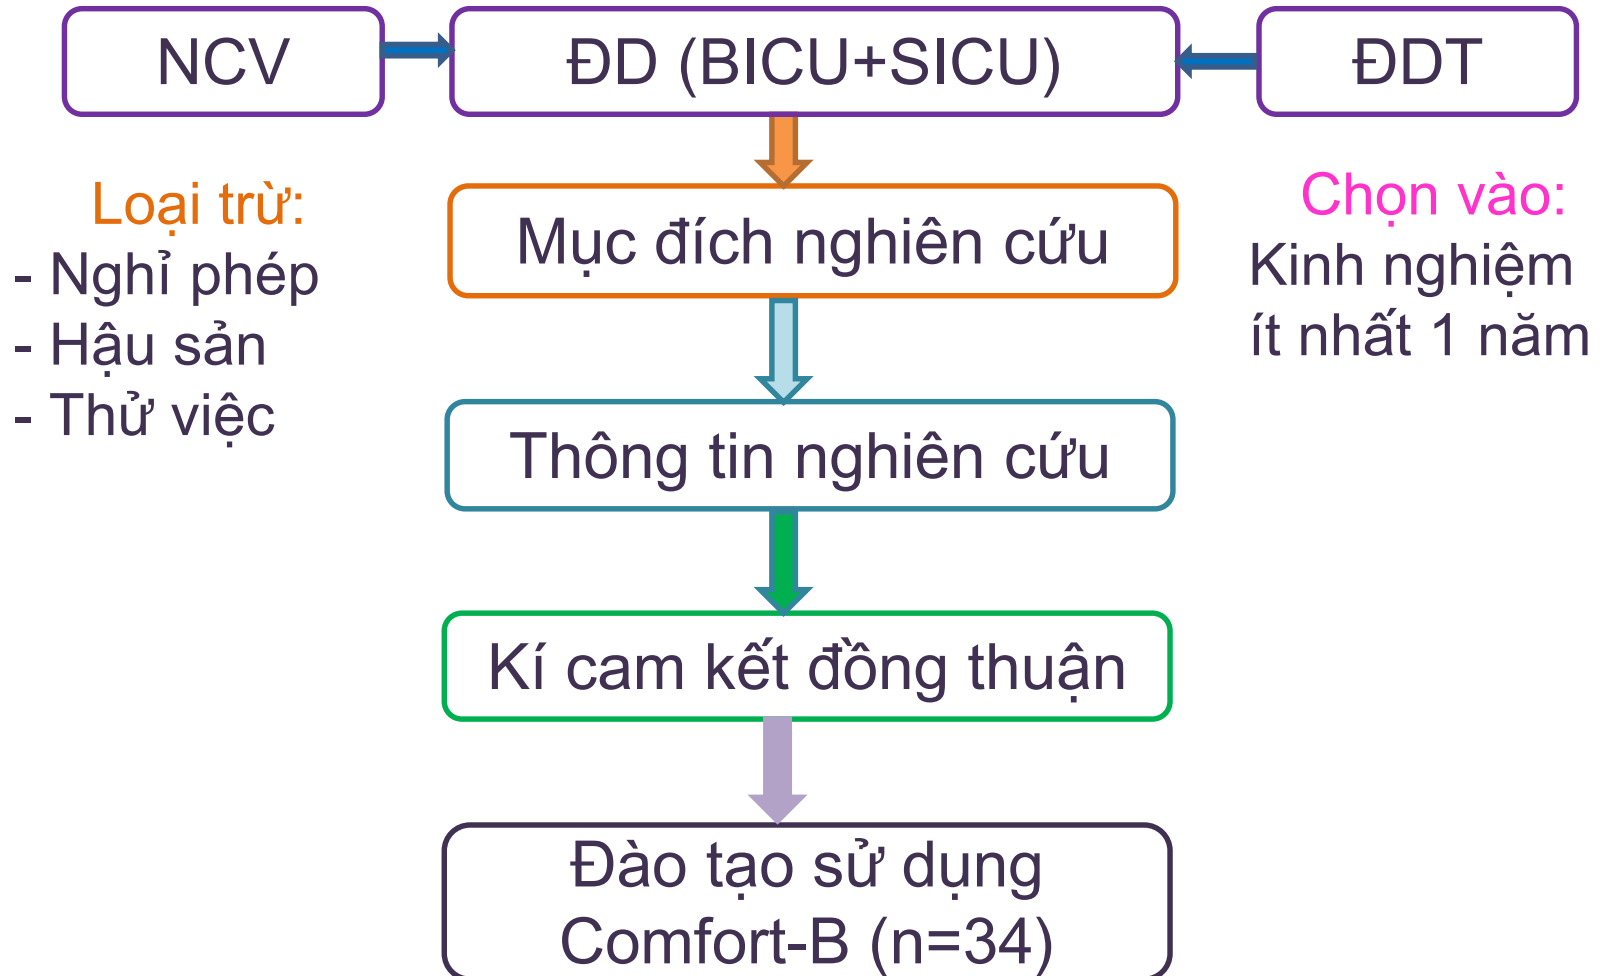 NCV
ĐD (BICU+SICU)
ĐDT
Loại trừ:
- Nghỉ phép
- Hậu sản
- Thử việc
Mục đích nghiên cứu
Chọn vào:
Kinh nghiệm
ít nhất 1 năm
Thông tin nghiên cứu
Kí cam kết đồng thuận
Đào tạo sử dụng
Comfort-B (n=34)